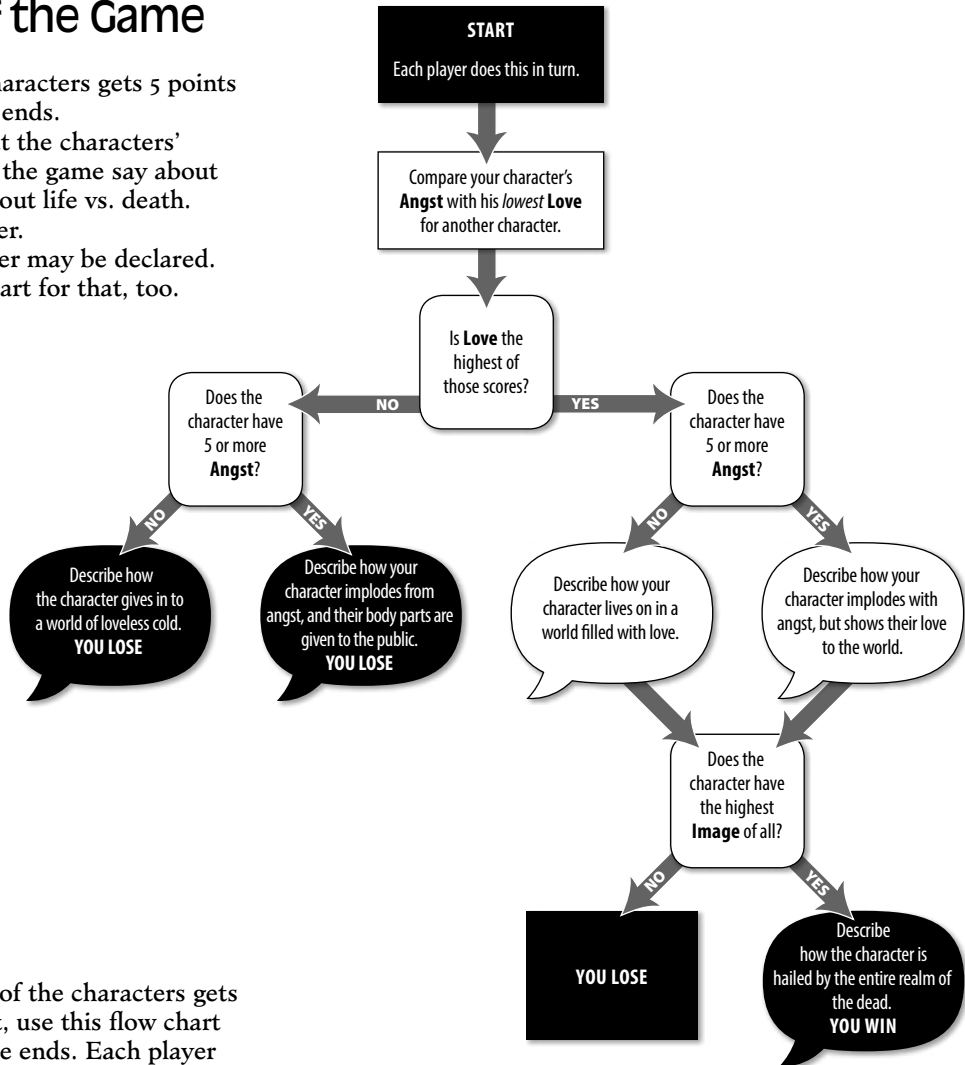 f the Game
haracters gets 5 points
ends.
t the characters'
the game say about
out life vs. death.
er.
er may be declared.
art for that, too.
START
Each player does this in turn.
Compare your character's
Angst with his lowest Love
for another character.
Is Love the
highest of
those scores?
NO
YES
Does the
character have
5 or more
Angst?
NO
YES
Describe how
the character gives in to
a world of loveless cold.
YOU LOSE
Describe how your
character implodes from
angst, and their body parts are
given to the public.
YOU LOSE
Does the
character have
5 or more
Angst?
NO
YES
Describe how your
character lives on in a
world filled with love.
Describe how your
character implodes with
angst, but shows their love
to the world.
Does the
character have
the highest
Image of all?
NO
YES
YOU LOSE
Describe
how the character is
hailed by the entire realm of
the dead.
YOU WIN
of the characters gets
, use this flow chart
e ends. Each player